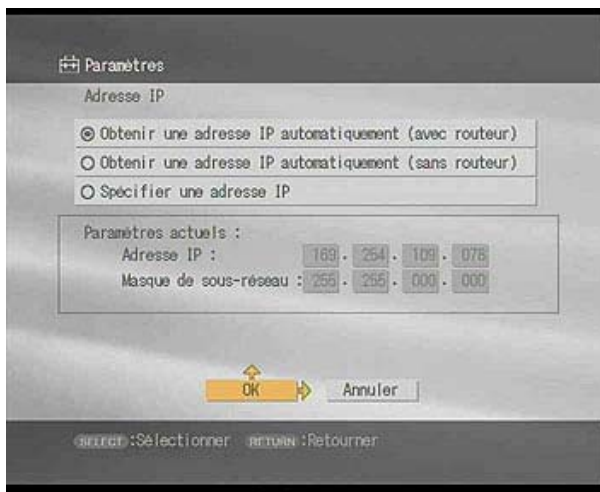 Paramètres
Adresse IP
Obtenir une adresse IP automatiquement (avec routeur)
Obtenir une adresse IP automatiquement (sans routeur)
Spécifier une adresse IP
Paramètres actuels :
Adresse IP : 169. 254. 109. 078
Masque de sous-réseau : 255. 255. 000. 000
OK Annuler
SELECT :Sélectionner RETURN :Retourner